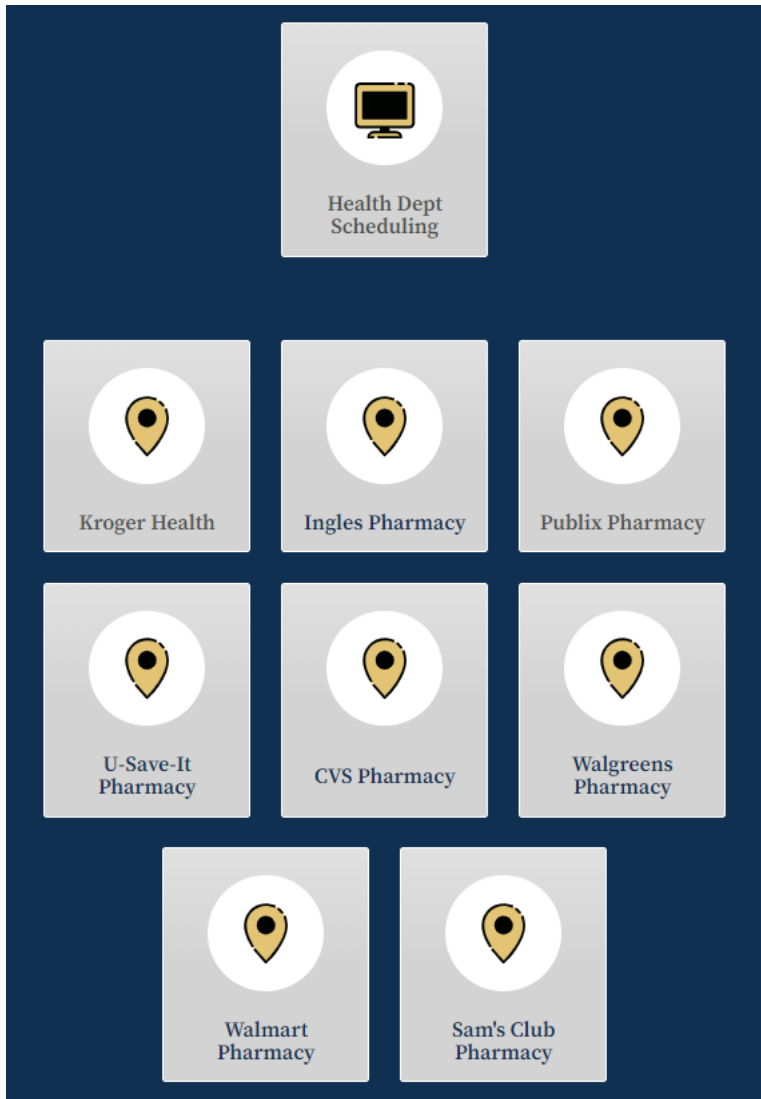 Health Dept
Scheduling
Kroger Health
Ingles Pharmacy
Publix Pharmacy
U-Save-It
Pharmacy
CVS Pharmacy
Walgreens
Pharmacy
Walmart
Pharmacy
Sam's Club
Pharmacy